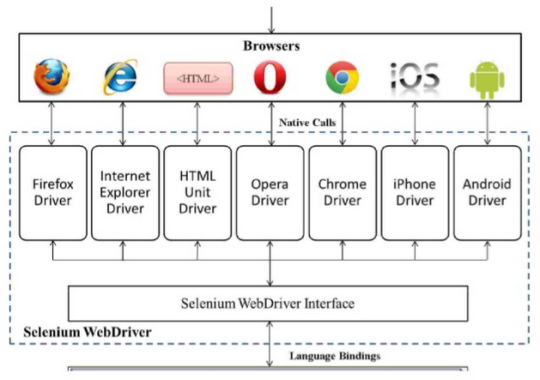 Browsers
<HTML>
iOS
Native Calls
Firefox
Driver
Internet
Explorer
Driver
HTML
Unit
Driver
Opera
Driver
Chrome
Driver
iPhone
Driver
Android
Driver
Selenium WebDriver Interface
Selenium WebDriver
Language Bindings